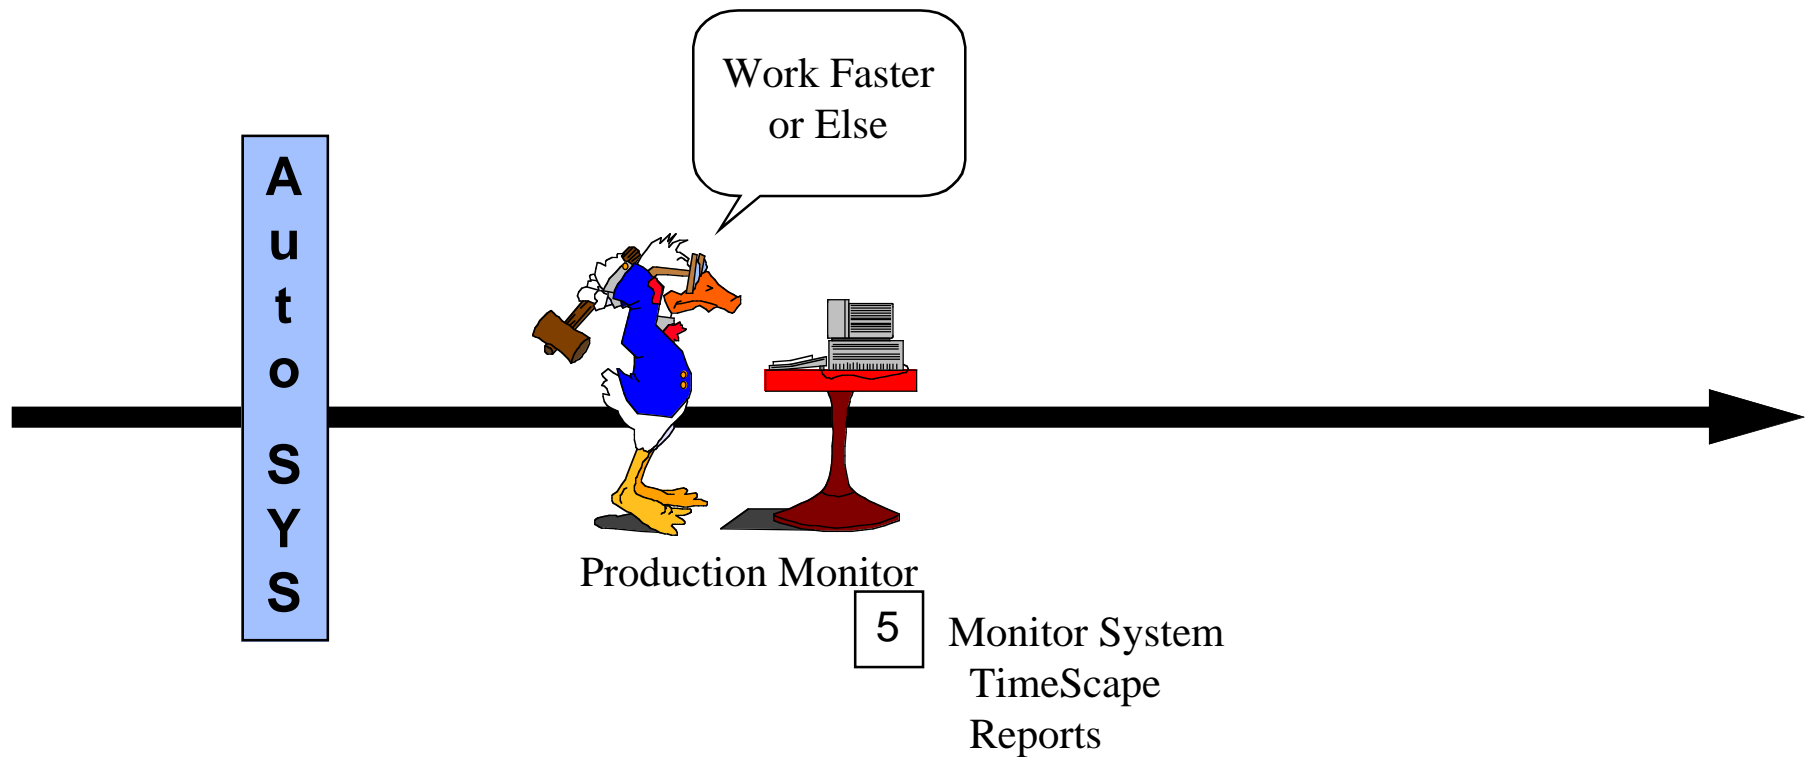 Work Faster
or Else
A
u
t
o
S
Y
S
Production Monitor
5
Monitor System
TimeScape
Reports